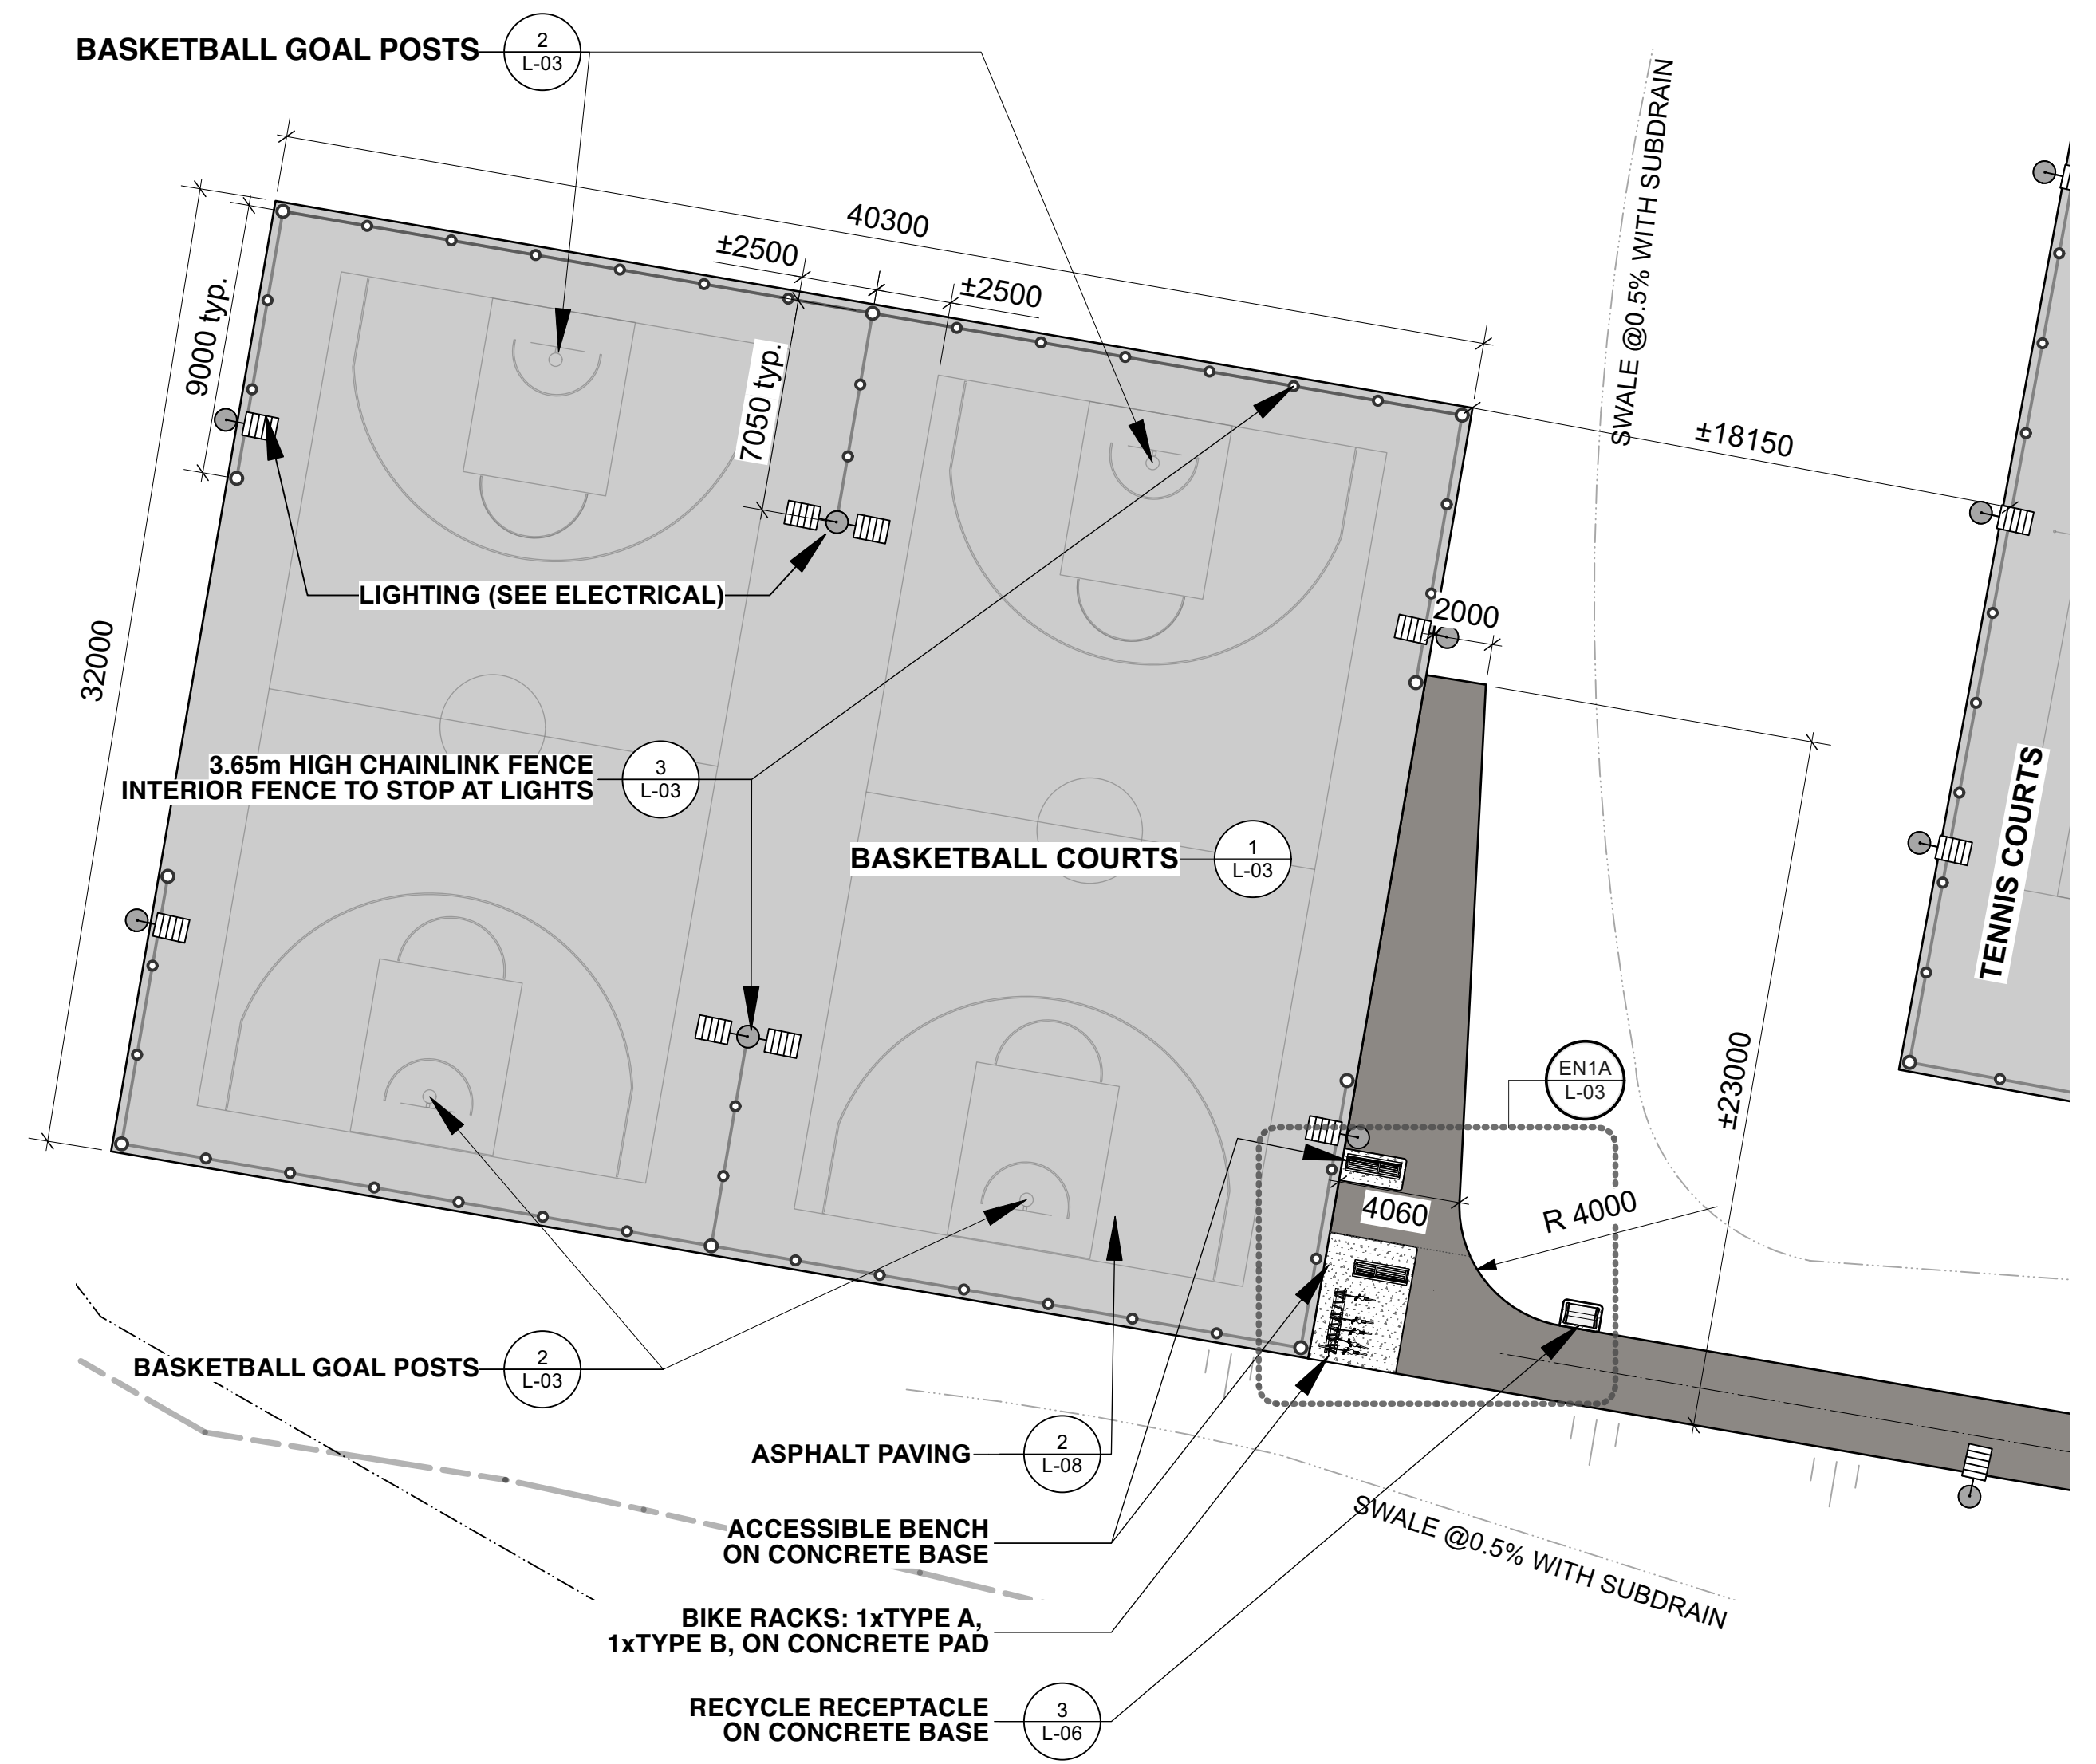 BASKETBALL GOAL POSTS
2
L-03
40300
±2500
±2500
9000 typ.
7050 typ.
SWALE @0.5% WITH SUBDRAIN
±18150
LIGHTING (SEE ELECTRICAL)
2000
32000
3.65m HIGH CHAINLINK FENCE
INTERIOR FENCE TO STOP AT LIGHTS
3
L-03
BASKETBALL COURTS
1
L-03
TENNIS COURTS
EN1A
L-03
±23000
4060
R 4000
BASKETBALL GOAL POSTS
2
L-03
ASPHALT PAVING
2
L-08
ACCESSIBLE BENCH
ON CONCRETE BASE
SWALE @0.5% WITH SUBDRAIN
BIKE RACKS: 1xTYPE A,
1xTYPE B, ON CONCRETE PAD
RECYCLE RECEPTACLE
ON CONCRETE BASE
3
L-06